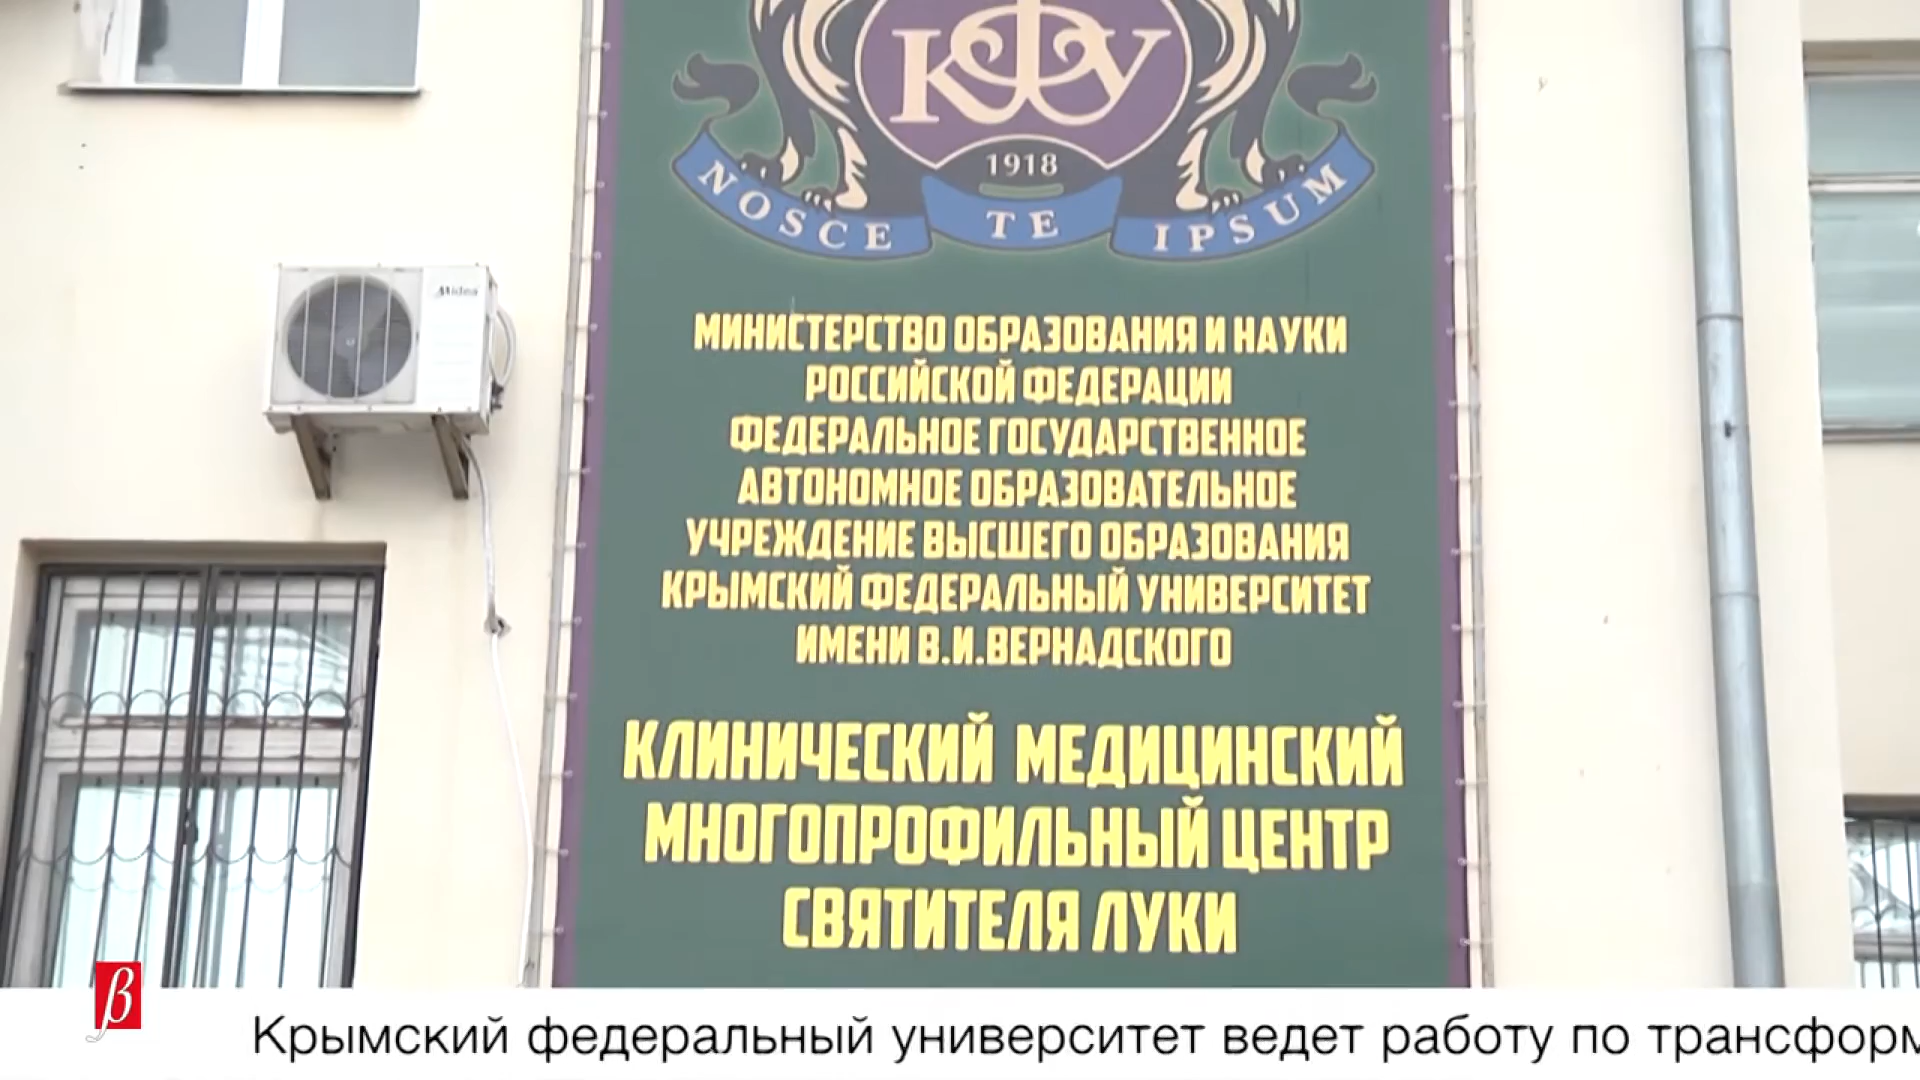 КФУ
1918
NOSCE TE IPSUM
Midea
МИНИСТЕРСТВО ОБРАЗОВАНИЯ И НАУКИ
РОССИЙСКОЙ ФЕДЕРАЦИИ
ФЕДЕРАЛЬНОЕ ГОСУДАРСТВЕННОЕ
АВТОНОМНОЕ ОБРАЗОВАТЕЛЬНОЕ
УЧРЕЖДЕНИЕ ВЫСШЕГО ОБРАЗОВАНИЯ
КРЫМСКИЙ ФЕДЕРАЛЬНЫЙ УНИВЕРСИТЕТ
ИМЕНИ В.И.ВЕРНАДСКОГО
КЛИНИЧЕСКИЙ МЕДИЦИНСКИЙ
МНОГОПРОФИЛЬНЫЙ ЦЕНТР
СВЯТИТЕЛЯ ЛУКИ
β
Крымский федеральный университет ведет работу по трансформ